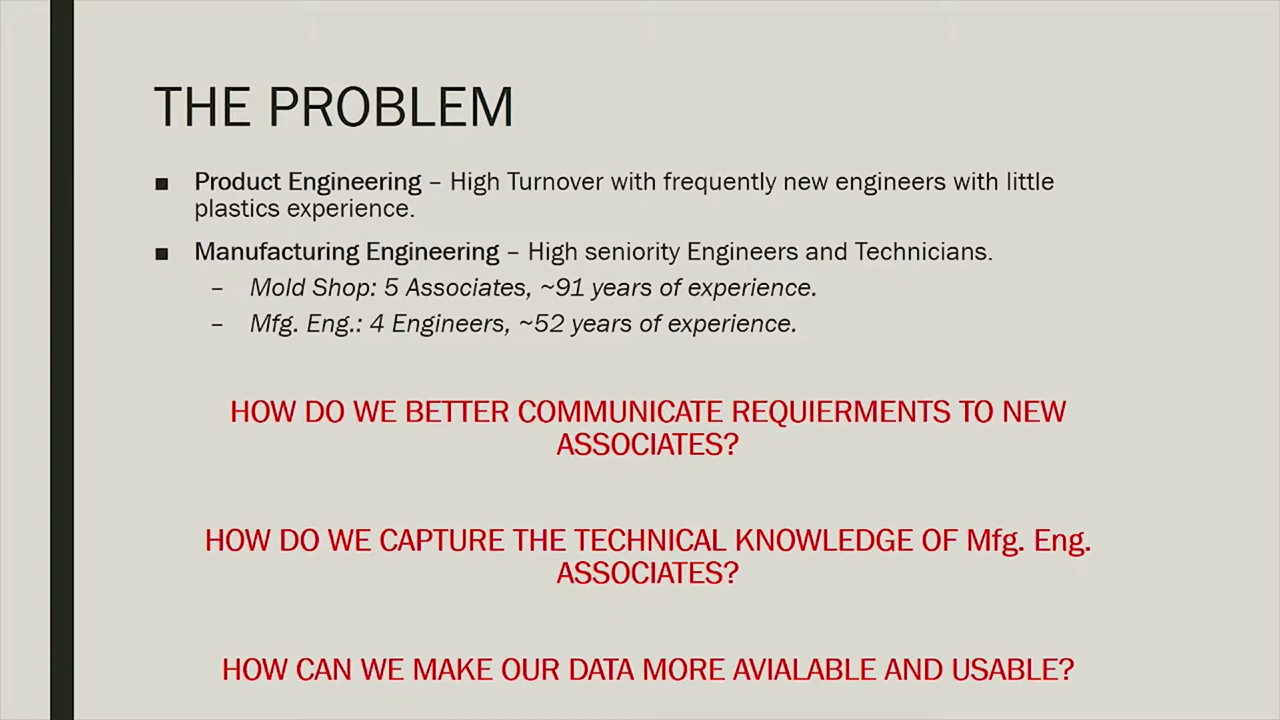 THE PROBLEM
■ Product Engineering – High Turnover with frequently new engineers with little
plastics experience.
■ Manufacturing Engineering – High seniority Engineers and Technicians.
– Mold Shop: 5 Associates, ~91 years of experience.
– Mfg. Eng.: 4 Engineers, ~52 years of experience.
HOW DO WE BETTER COMMUNICATE REQUIERMENTS TO NEW
ASSOCIATES?
HOW DO WE CAPTURE THE TECHNICAL KNOWLEDGE OF Mfg. Eng.
ASSOCIATES?
HOW CAN WE MAKE OUR DATA MORE AVIALABLE AND USABLE?